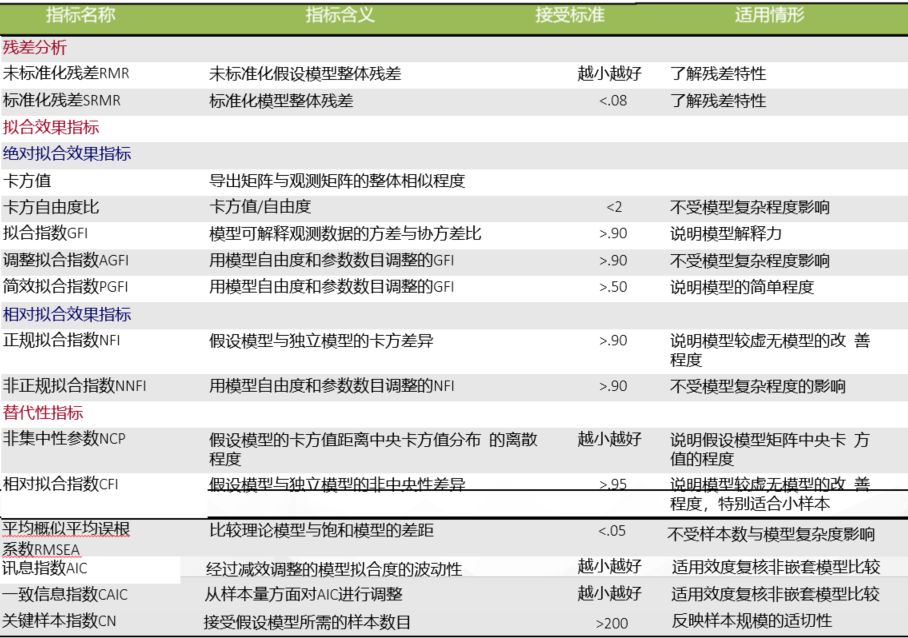 指标名称 指标含义 接受标准 适用情形
残差分析
未标准化残差RMR 未标准化假设模型整体残差 越小越好 了解残差特性
标准化残差SRMR 标准化模型整体残差 <.08 了解残差特性
拟合效果指标
绝对拟合效果指标
卡方值 导出矩阵与观测矩阵的整体相似程度
卡方自由度比 卡方值/自由度 <2 不受模型复杂程度影响
拟合指数GFI 模型可解释观测数据的方差与协方差比 >.90 说明模型解释力
调整拟合指数AGFI 用模型自由度和参数数目调整的GFI >.90 不受模型复杂程度影响
简效拟合指数PGFI 用模型自由度和参数数目调整的GFI >.50 说明模型的简单程度
相对拟合效果指标
正规拟合指数NFI 假设模型与独立模型的卡方差异 >.90 说明模型较虚无模型的改 善
程度
非正规拟合指数NNFI 用模型自由度和参数数目调整的NFI >.90 不受模型复杂程度的影响
替代性指标
非集中性参数NCP 假设模型的卡方值距离中央卡方值分布 的离散 越小越好 说明假设模型矩阵中央卡 方
程度 值的程度
相对拟合指数CFI 假设模型与独立模型的非中央性差异 >.95 说明模型较虚无模型的改 善
程度，特别适合小样本
平均概似平均误根 比较理论模型与饱和模型的差距 <.05 不受样本数与模型复杂度影响
系数RMSEA
讯息指数AIC 经过减效调整的模型拟合度的波动性 越小越好 适用效度复核非嵌套模型比较
一致信息指数CAIC 从样本量方面对AIC进行调整 越小越好 适用效度复核非嵌套模型比较
关键样本指数CN 接受假设模型所需的样本数目 >200 反映样本规模的适切性